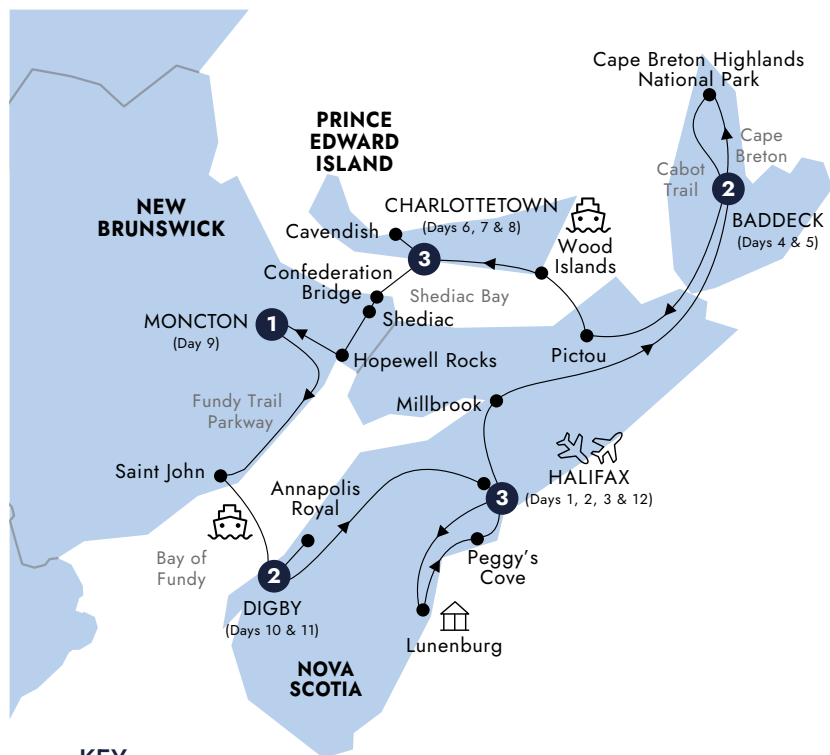 Cape Breton Highlands
National Park
Cape
Breton
Cabot
Trail
2
BADDECK
(Days 4 & 5)
PRINCE
EDWARD
ISLAND
NEW
BRUNSWICK
CHARLOTTETOWN
(Days 6, 7 & 8)
Cavendish
3
Wood
Islands
Confederation
Bridge
Shediac Bay
Shediac
1
MONCTON
(Day 9)
Hopewell Rocks
Pictou
Fundy Trail
Parkway
Millbrook
Saint John
Annapolis
Royal
3
HALIFAX
(Days 1, 2, 3 & 12)
Bay of
Fundy
Peggy's
Cove
2
DIGBY
(Days 10 & 11)
Lunenburg
NOVA
SCOTIA
KEY